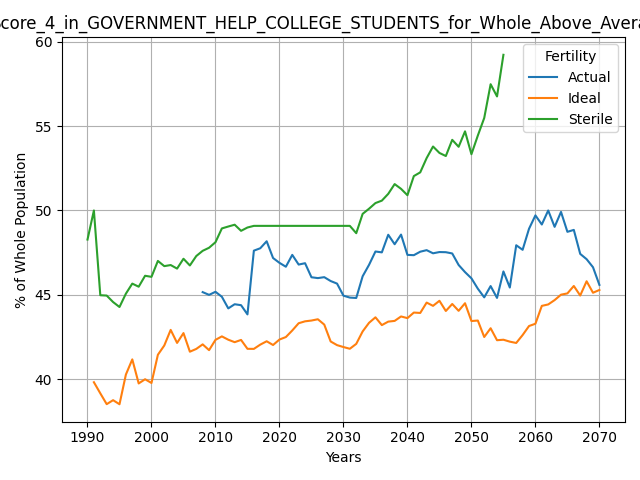 core_4_in_GOVERNMENT_HELP_COLLEGE_STUDENTS_for_Whole_Above_Avera
60
55
50
45
40
% of Whole Population
Fertility
Actual
Ideal
Sterile
1990 2000 2010 2020 2030 2040 2050 2060 2070
Years